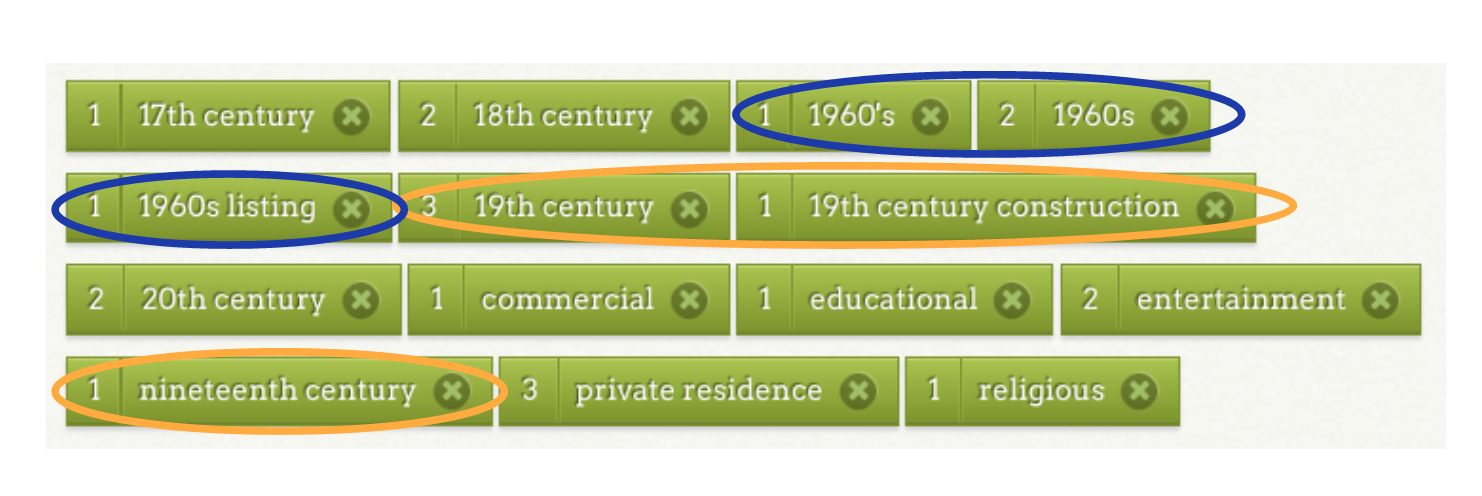 1 17th century 2 18th century 1 1960's 2 1960s
1 1960s listing 3 19th century 1 19th century construction
2 20th century 1 commercial 1 educational 2 entertainment
1 nineteenth century 3 private residence 1 religious